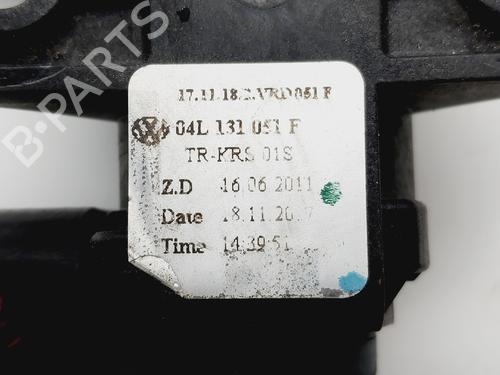 17.11.18.2.VRD 051 F
04L 131 051 F
TR-KRS 01S
Z.D 16.06 2011
Date 18.11.2017
Time 14:39:51